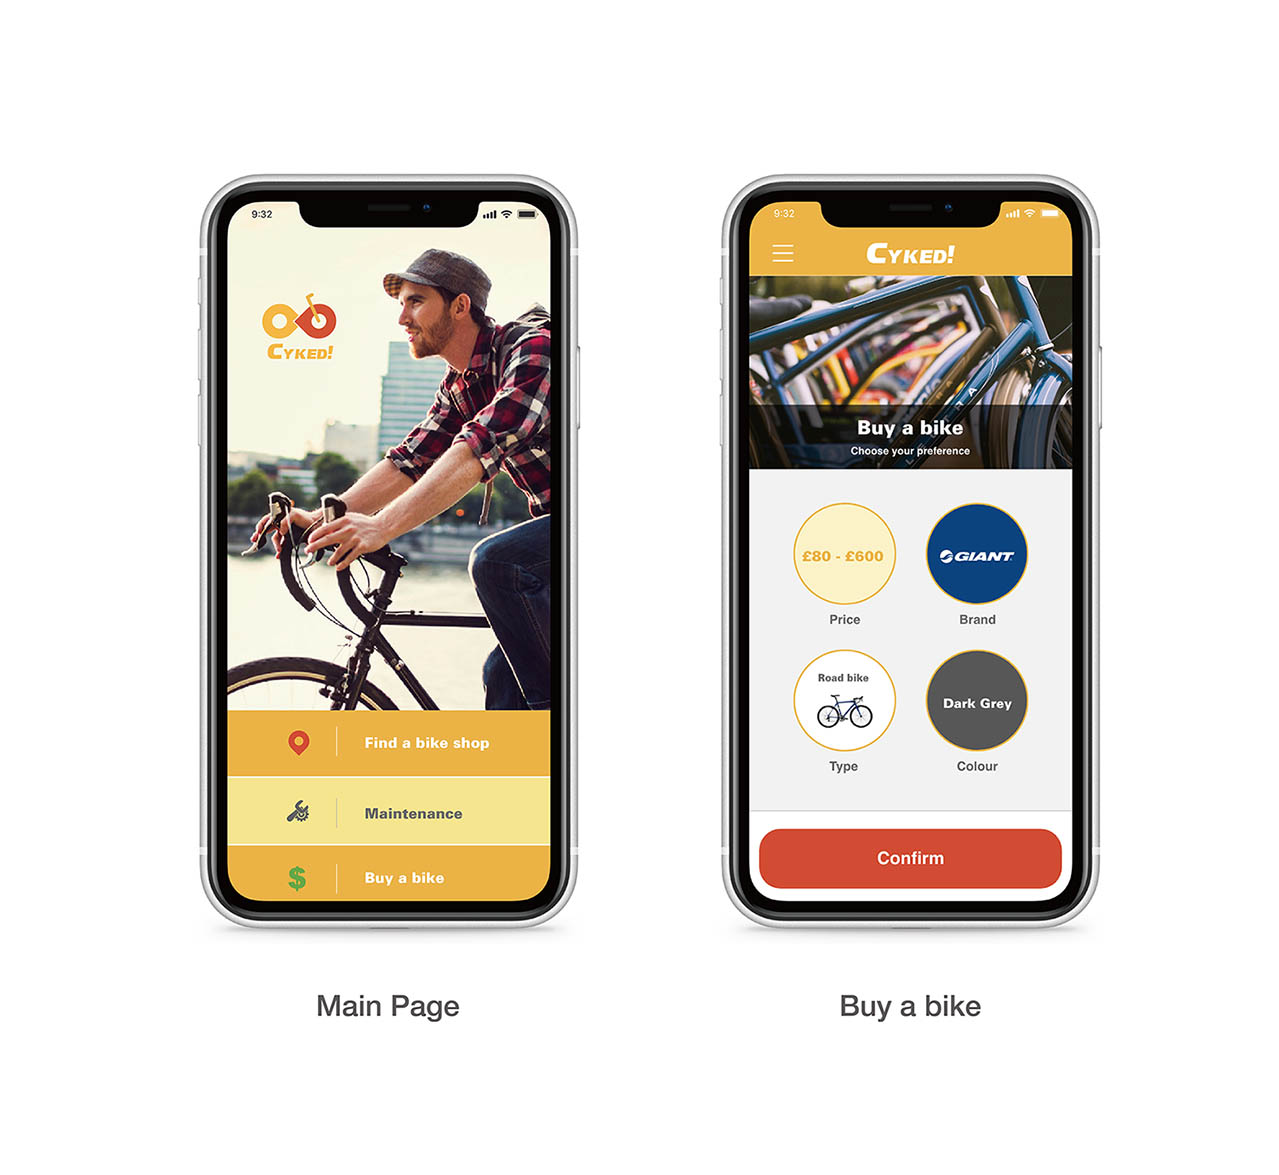 9:32
CYKED!
Find a bike shop
Maintenance
$
Buy a bike
Main Page
9:32
CYKED!
Buy a bike
Choose your preference
£80 - £600
GIANT
Price
Brand
Road bike
Dark Grey
Type
Colour
Confirm
Buy a bike